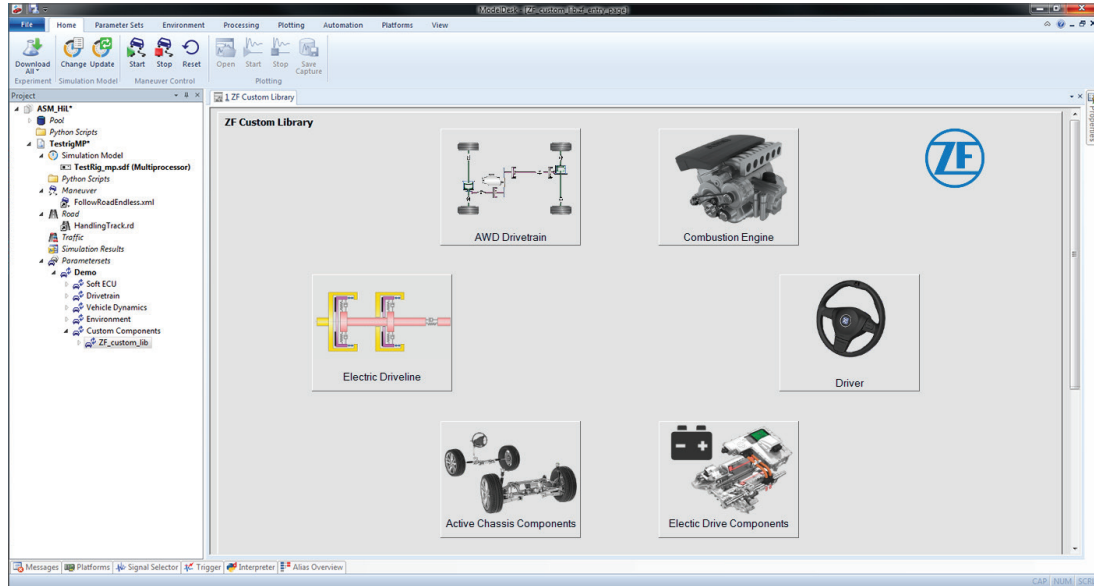 ModelDesk - [ZF-custom-lib.sf_entry-page]
File Home Parameter Sets Environment Processing Plotting Automation Platforms View
Download All Change Update Start Stop Reset Open Start Stop Save Capture
Experiment Simulation Model Maneuver Control Plotting
Project
1 ZF Custom Library
Properties
ASM_HiL*
Pool
Python Scripts
TestrigMP*
Simulation Model
TestRig_mp.sdf (Multiprocessor)
Python Scripts
Maneuver
FollowRoadEndless.xml
Road
HandlingTrack.rd
Traffic
Simulation Results
Parametersets
Demo
Soft ECU
Drivetrain
Vehicle Dynamics
Environment
Custom Components
ZF_custom_lib
ZF Custom Library
ZF
AWD Drivetrain
Combustion Engine
Electric Driveline
Driver
Active Chassis Components
Electic Drive Components
Messages Platforms Signal Selector Trigger Interpreter Alias Overview
CAP NUM SCRL